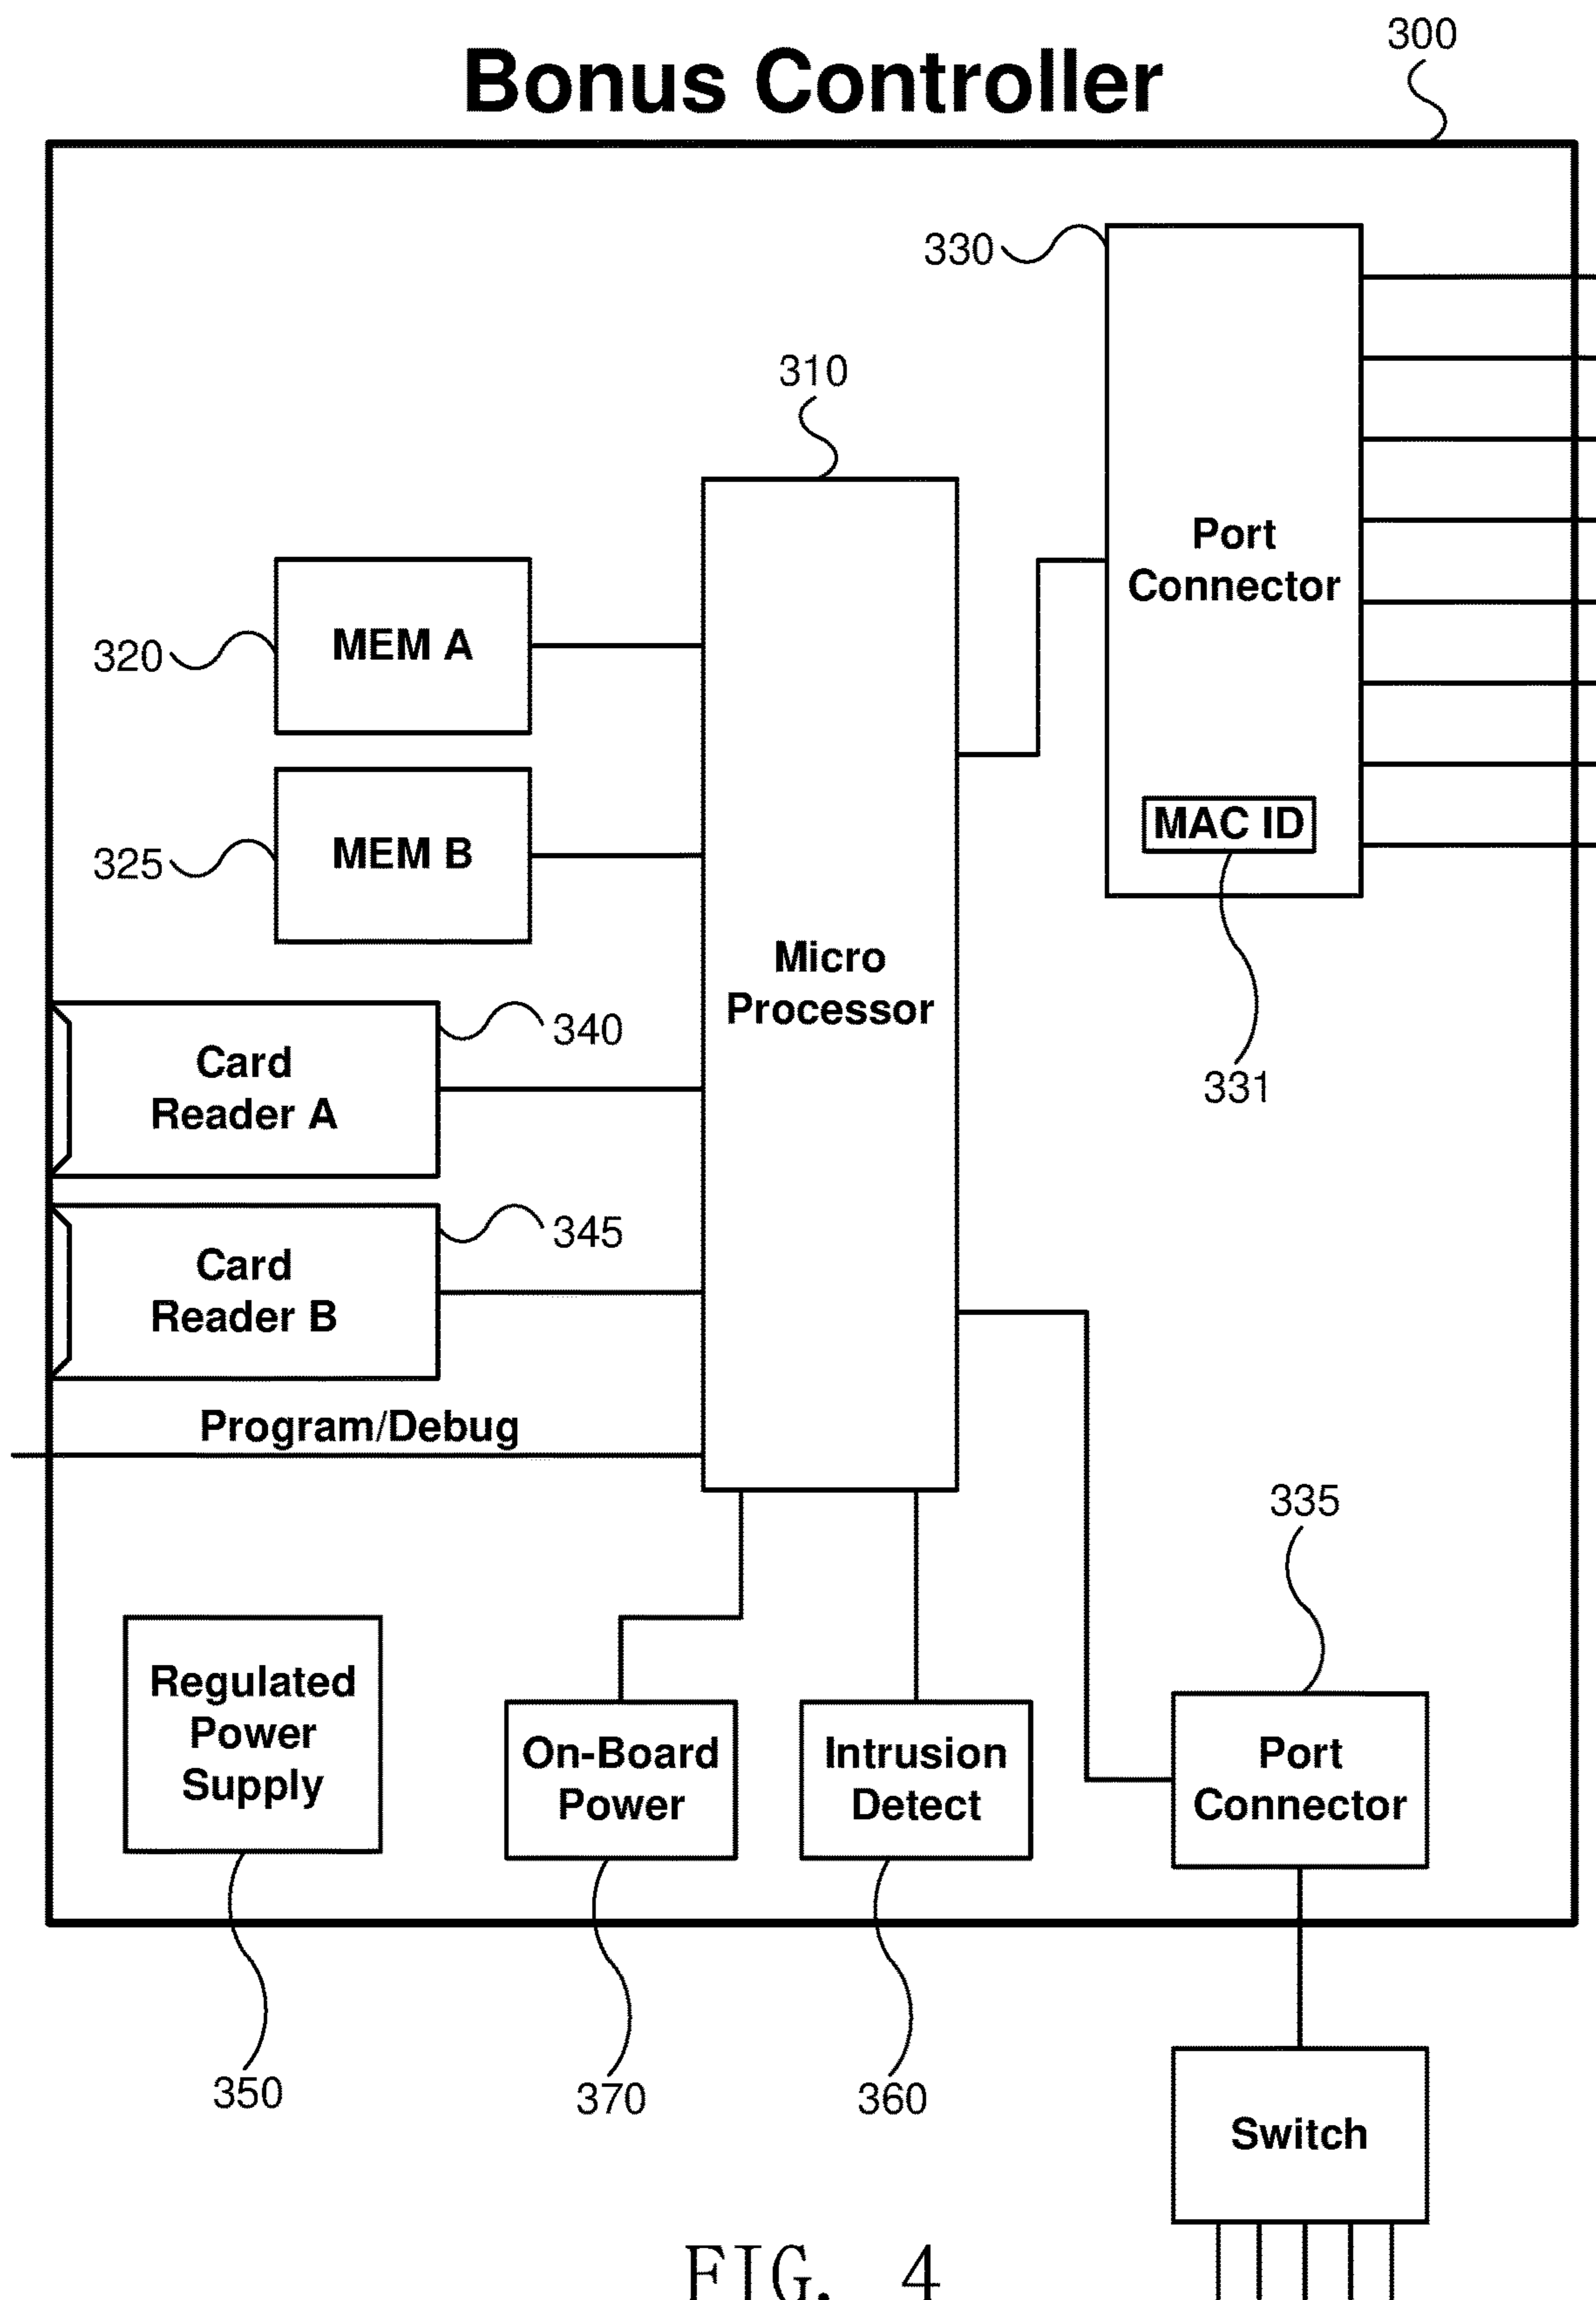 Bonus Controller
300
330
310
Port
Connector
MEM A
320
MAC ID
MEM B
325
Micro
Processor
340
331
Card
Reader A
345
Card
Reader B
Program/Debug
335
Regulated
Power
Supply
On-Board
Power
Intrusion
Detect
Port
Connector
350
370
360
Switch
FIG. 4